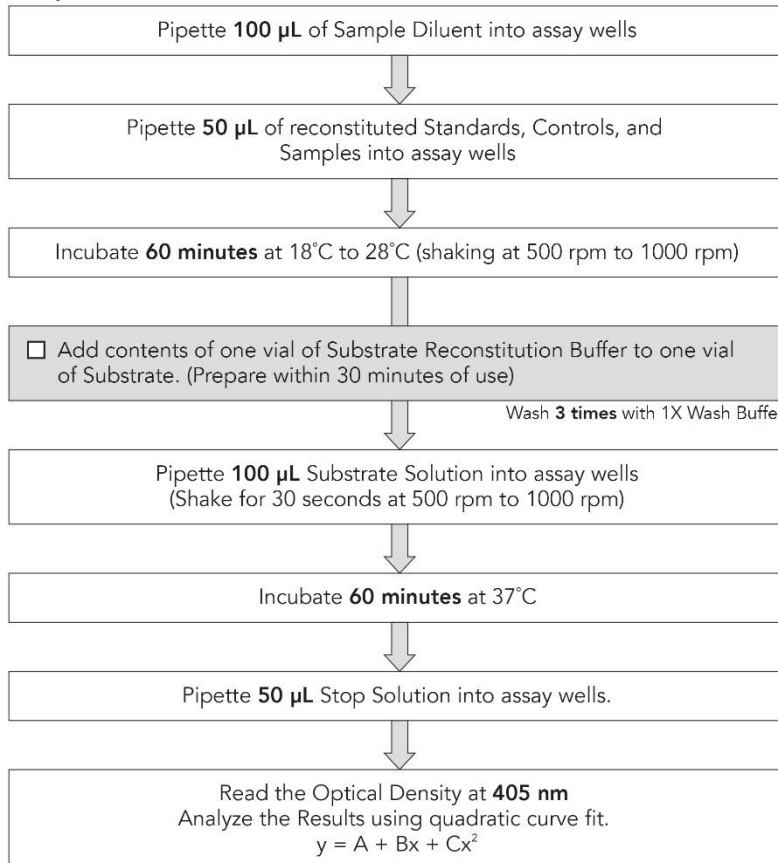 Pipette 100 µL of Sample Diluent into assay wells
Pipette 50 µL of reconstituted Standards, Controls, and
Samples into assay wells
Incubate 60 minutes at 18˚C to 28˚C (shaking at 500 rpm to 1000 rpm)
☐ Add contents of one vial of Substrate Reconstitution Buffer to one vial
of Substrate. (Prepare within 30 minutes of use)
Wash 3 times with 1X Wash Buffe
Pipette 100 µL Substrate Solution into assay wells
(Shake for 30 seconds at 500 rpm to 1000 rpm)
Incubate 60 minutes at 37˚C
Pipette 50 µL Stop Solution into assay wells.
Read the Optical Density at 405 nm
Analyze the Results using quadratic curve fit.
y = A + Bx + Cx²